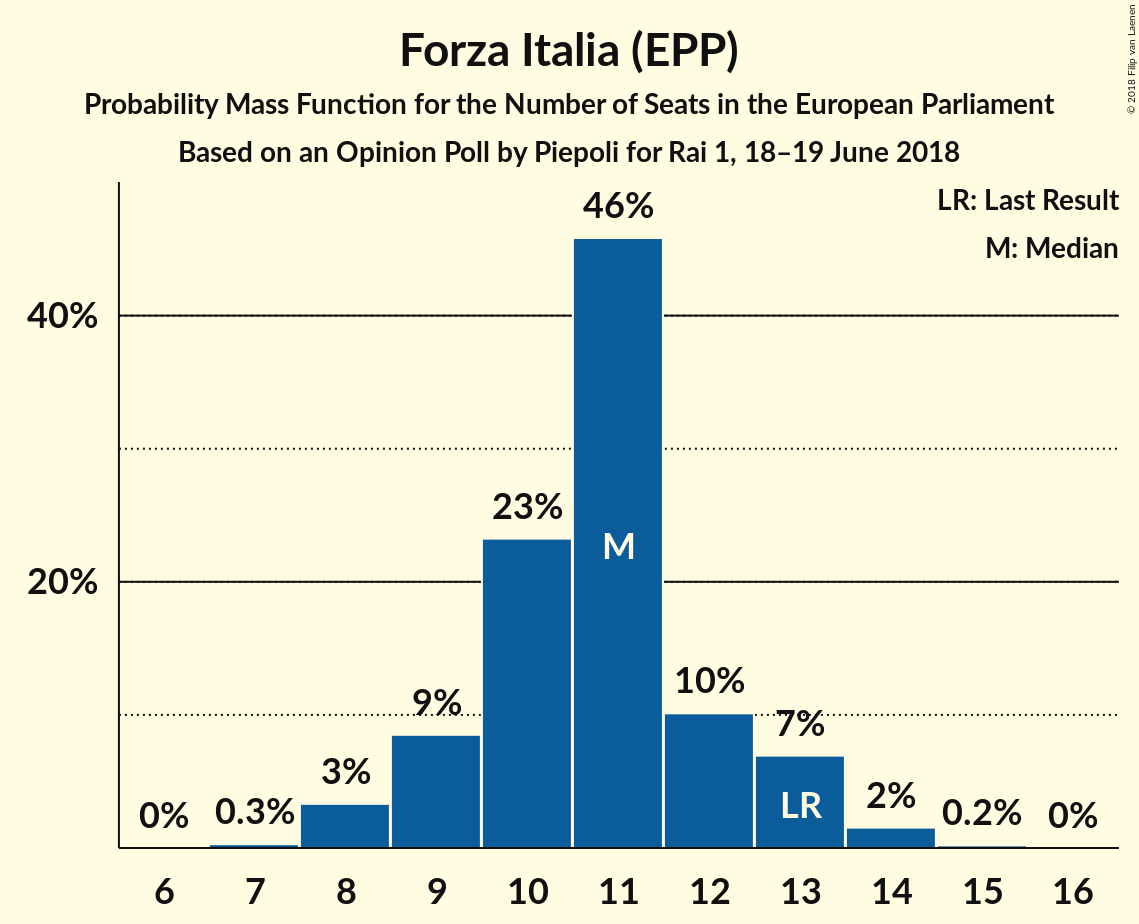 Forza Italia (EPP)
Probability Mass Function for the Number of Seats in the European Parliament
Based on an Opinion Poll by Piepoli for Rai 1, 18–19 June 2018
© 2018 Filip van Laenen
LR: Last Result
M: Median
46%
40%
23%
M
20%
10%
9%
7%
3%
LR
2%
0%
0.3%
0.2%
0%
6 7 8 9 10 11 12 13 14 15 16